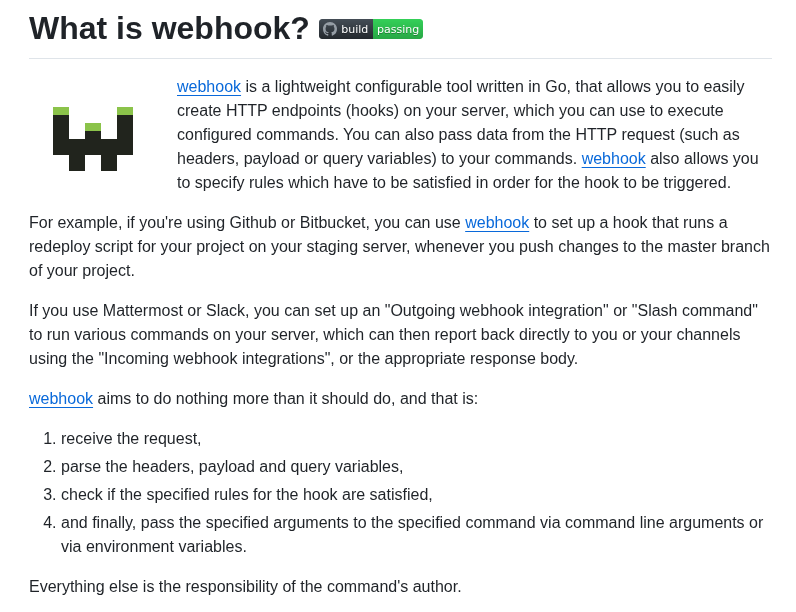 What is webhook? build passing
webhook is a lightweight configurable tool written in Go, that allows you to easily
create HTTP endpoints (hooks) on your server, which you can use to execute
configured commands. You can also pass data from the HTTP request (such as
headers, payload or query variables) to your commands. webhook also allows you
to specify rules which have to be satisfied in order for the hook to be triggered.
For example, if you're using Github or Bitbucket, you can use webhook to set up a hook that runs a
redeploy script for your project on your staging server, whenever you push changes to the master branch
of your project.
If you use Mattermost or Slack, you can set up an "Outgoing webhook integration" or "Slash command"
to run various commands on your server, which can then report back directly to you or your channels
using the "Incoming webhook integrations", or the appropriate response body.
webhook aims to do nothing more than it should do, and that is:
1. receive the request,
2. parse the headers, payload and query variables,
3. check if the specified rules for the hook are satisfied,
4. and finally, pass the specified arguments to the specified command via command line arguments or
via environment variables.
Everything else is the responsibility of the command's author.